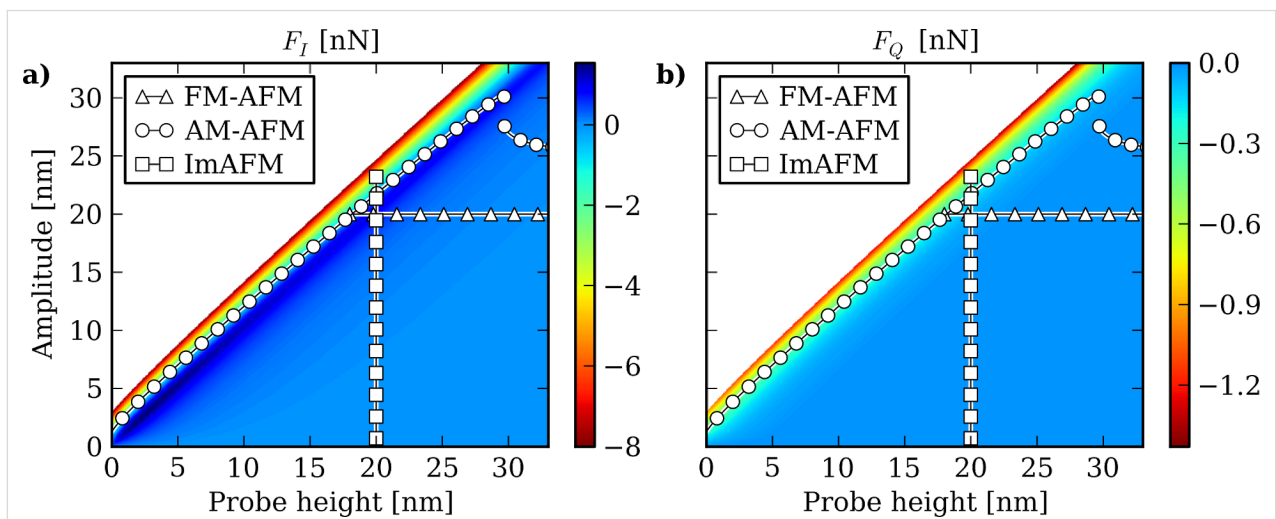 a)
F_I [nN]
FM-AFM
AM-AFM
ImAFM
Amplitude [nm]
30
25
20
15
10
5
0
0 5 10 15 20 25 30
Probe height [nm]
0
−2
−4
−6
−8
b)
F_Q [nN]
FM-AFM
AM-AFM
ImAFM
0 5 10 15 20 25 30
Probe height [nm]
0.0
−0.3
−0.6
−0.9
−1.2